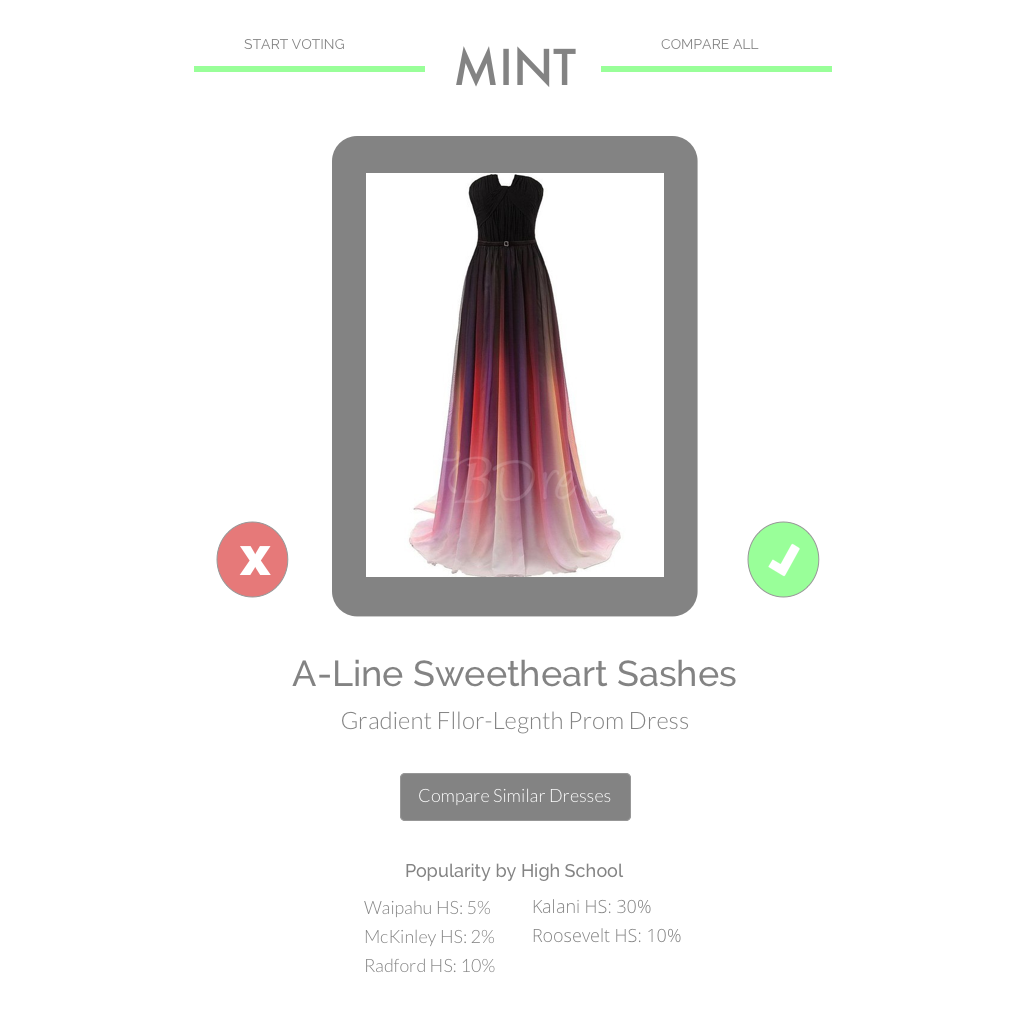 START VOTING
MINT
COMPARE ALL
BDre
X
A-Line Sweetheart Sashes
Gradient Fllor-Legnth Prom Dress
Compare Similar Dresses
Popularity by High School
Waipahu HS: 5%
Kalani HS: 30%
McKinley HS: 2%
Roosevelt HS: 10%
Radford HS: 10%